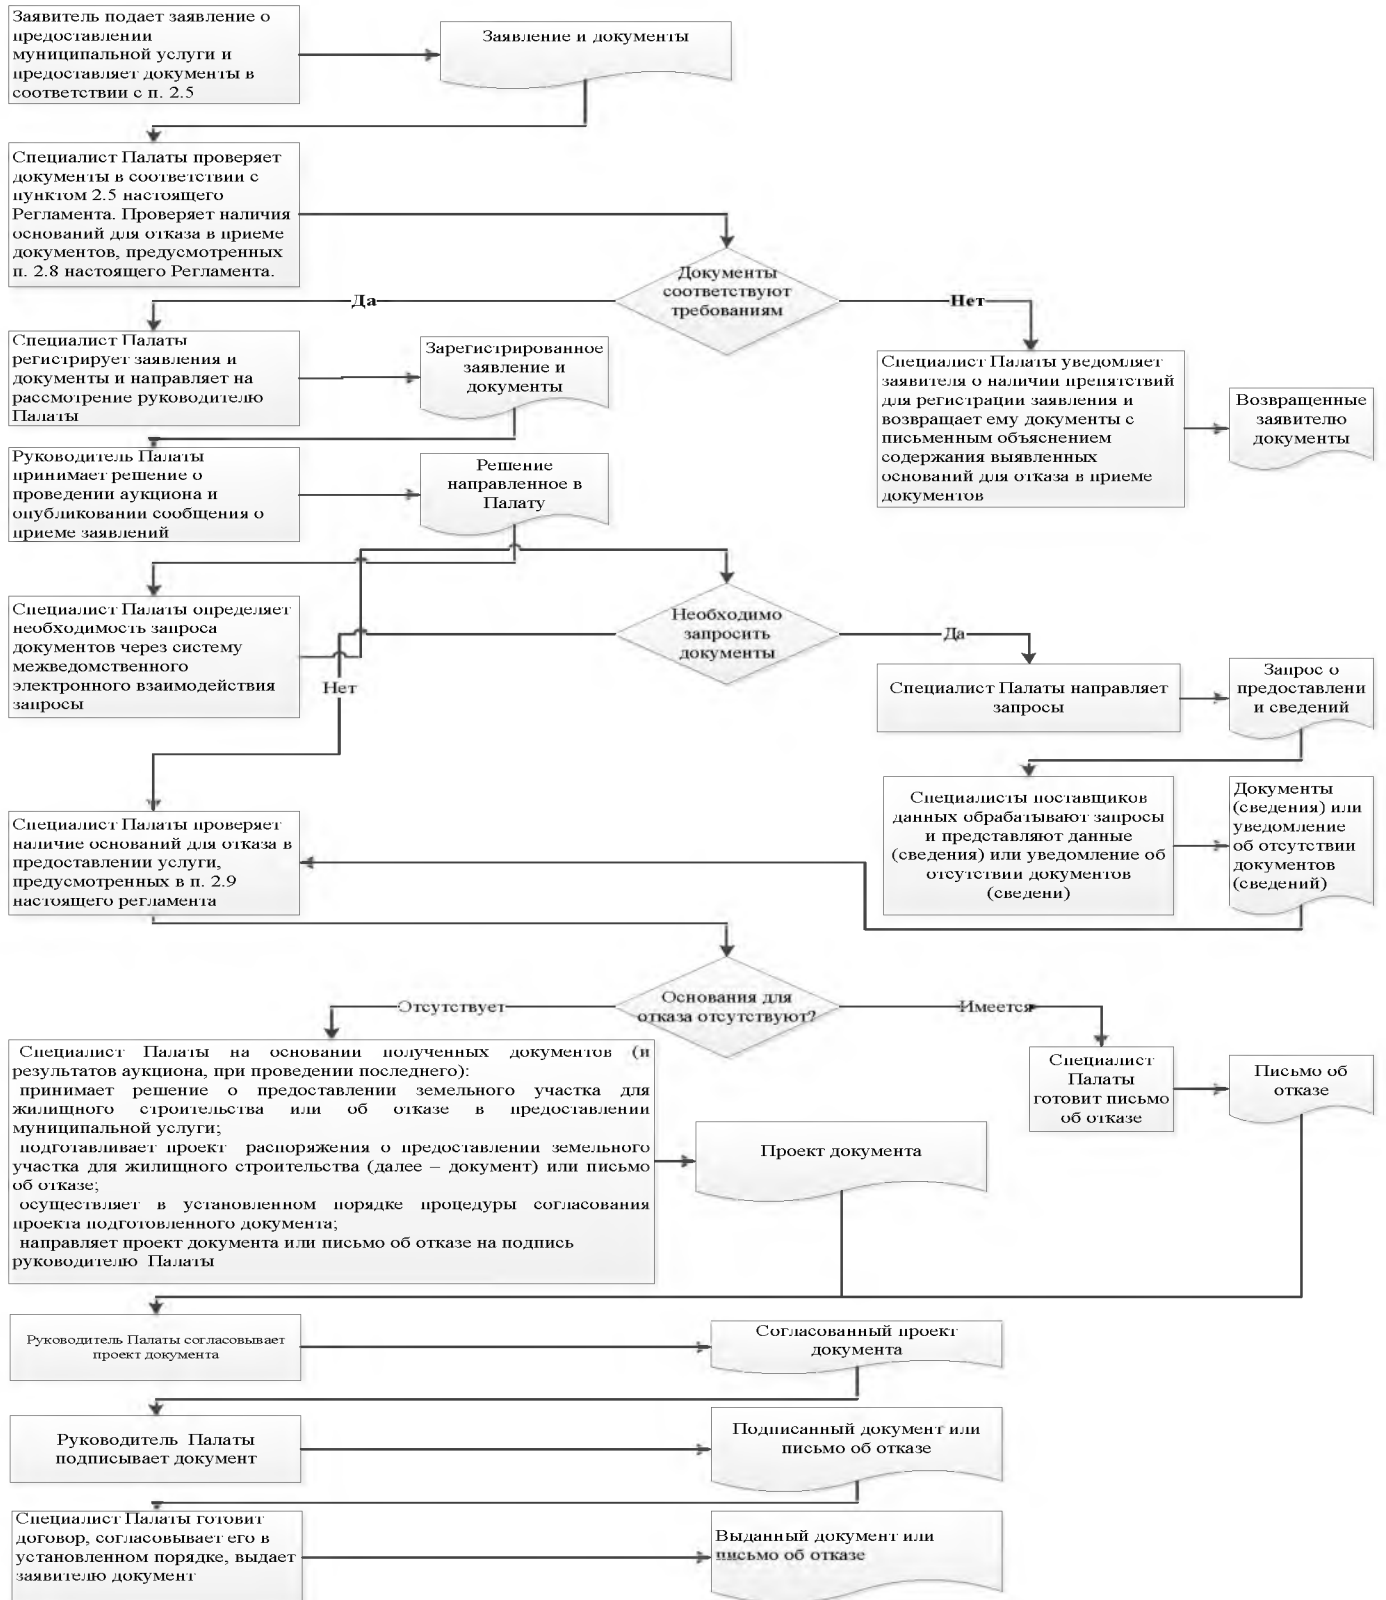 Заявитель подает заявление о
предоставлении
муниципальной услуги и
предоставляет документы в
соответствии с п. 2.5
Заявление и документы
Специалист Палаты проверяет
документы в соответствии с
пунктом 2.5 настоящего
Регламента. Проверяет наличия
оснований для отказа в приеме
документов, предусмотренных
п. 2.8 настоящего Регламента.
Документы
соответствуют
требованиям
Да
Нет
Специалист Палаты
регистрирует заявления и
документы и направляет на
рассмотрение руководителю
Палаты
Зарегистрированное
заявление и
документы
Специалист Палаты уведомляет
заявителя о наличии препятствий
для регистрации заявления и
возвращает ему документы с
письменным объяснением
содержания выявленных
оснований для отказа в приеме
документов
Возвращенные
заявителю
документы
Руководитель Палаты
принимает решение о
проведении аукциона и
опубликовании сообщения о
приеме заявлений
Решение
направленное в
Палату
Специалист Палаты определяет
необходимость запроса
документов через систему
межведомственного
электронного взаимодействия
запросы
Необходимо
запросить
документы
Да
Нет
Специалист Палаты направляет
запросы
Запрос о
предоставлени
и сведений
Специалисты поставщиков
данных обрабатывают запросы
и представляют данные
(сведения) или уведомление об
отсутствии документов
(сведени)
Документы
(сведения) или
уведомление
об отсутствии
документов
(сведений)
Специалист Палаты проверяет
наличие оснований для отказа в
предоставлении услуги,
предусмотренных в п. 2.9
настоящего регламента
Основания для
отказа отсутствуют?
Отсутствует
Имеется
Специалист Палаты на основании полученных документов (и
результатов аукциона, при проведении последнего):
принимает решение о предоставлении земельного участка для
жилищного строительства или об отказе в предоставлении
муниципальной услуги;
подготавливает проект распоряжения о предоставлении земельного
участка для жилищного строительства (далее – документ) или письмо
об отказе;
осуществляет в установленном порядке процедуры согласования
проекта подготовленного документа;
направляет проект документа или письмо об отказе на подпись
руководителю Палаты
Проект документа
Специалист
Палаты
готовит письмо
об отказе
Письмо об
отказе
Руководитель Палаты согласовывает
проект документа
Согласованный проект
документа
Руководитель Палаты
подписывает документ
Подписанный документ или
письмо об отказе
Специалист Палаты готовит
договор, согласовывает его в
установленном порядке, выдает
заявителю документ
Выданный документ или
письмо об отказе